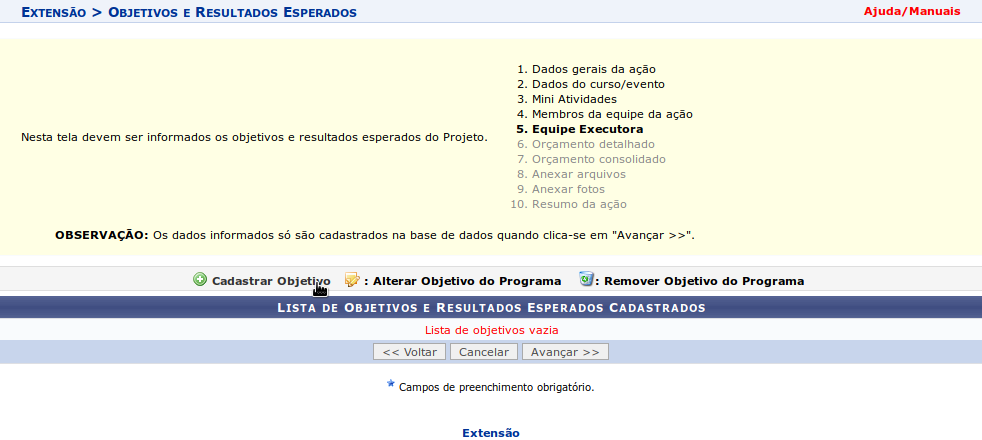 Extensão > Objetivos e Resultados Esperados
Ajuda/Manuais
1. Dados gerais da ação
2. Dados do curso/evento
3. Mini Atividades
4. Membros da equipe da ação
5. Equipe Executora
6. Orçamento detalhado
7. Orçamento consolidado
8. Anexar arquivos
9. Anexar fotos
10. Resumo da ação
Nesta tela devem ser informados os objetivos e resultados esperados do Projeto.
OBSERVAÇÃO: Os dados informados só são cadastrados na base de dados quando clica-se em "Avançar >>".
Cadastrar Objetivo : Alterar Objetivo do Programa : Remover Objetivo do Programa
Lista de Objetivos e Resultados Esperados Cadastrados
Lista de objetivos vazia
<< Voltar Cancelar Avançar >>
Campos de preenchimento obrigatório.
Extensão